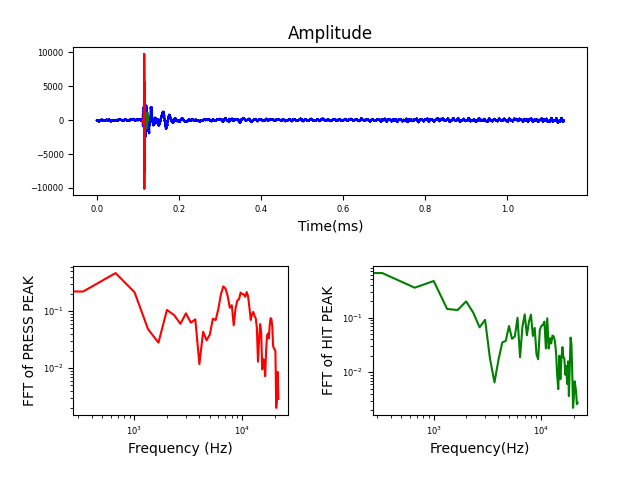 Amplitude
10000
5000
0
−5000
−10000
0.0 0.2 0.4 0.6 0.8 1.0
Time(ms)
FFT of PRESS PEAK
10⁻¹
10⁻²
10³ 10⁴
Frequency (Hz)
FFT of HIT PEAK
10⁻¹
10⁻²
10³ 10⁴
Frequency(Hz)